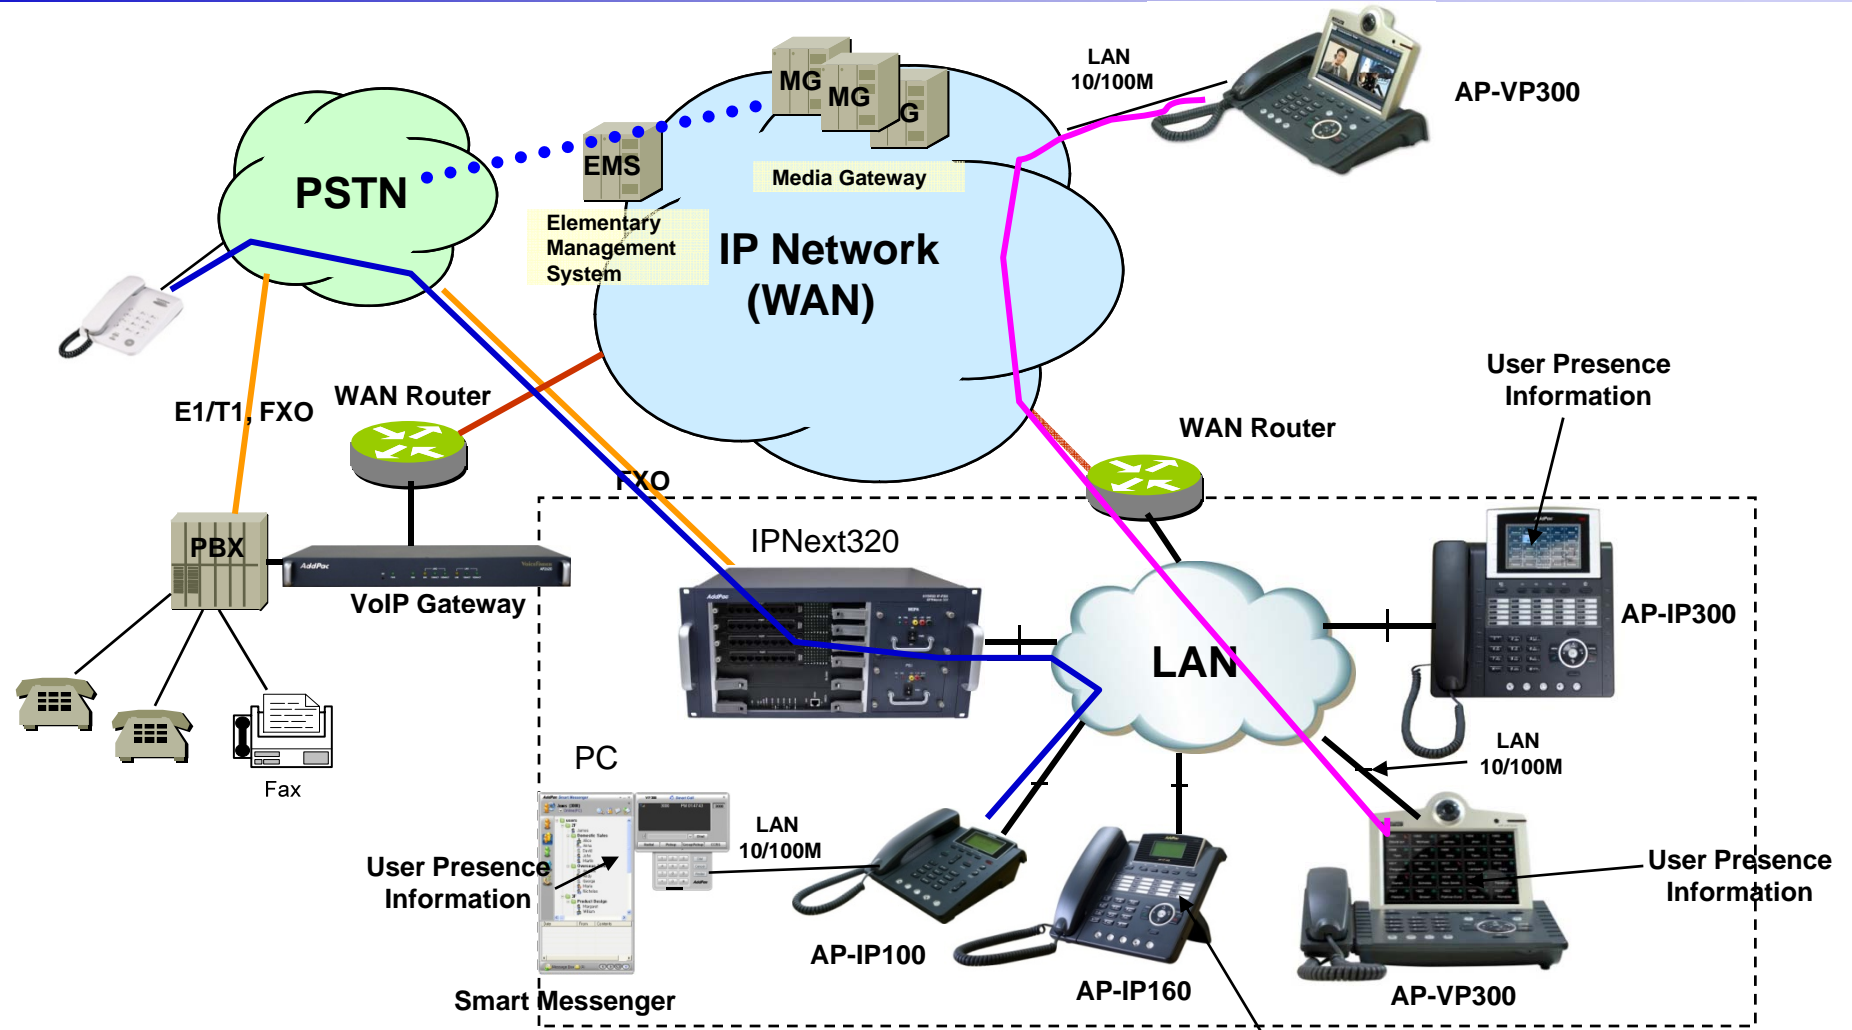 MG
MG
G
LAN
10/100M
AP-VP300
EMS
PSTN
Media Gateway
Elementary
Management
System
IP Network
(WAN)
User Presence
Information
WAN Router
E1/T1, FXO
WAN Router
FXO
IPNext320
PBX
AddPac
VoIP Gateway
AddPac
AddPac
AP-IP300
LAN
LAN
10/100M
PC
Fax
LAN
10/100M
User Presence
Information
User Presence
Information
AP-IP100
AP-IP160
AP-VP300
Smart Messenger